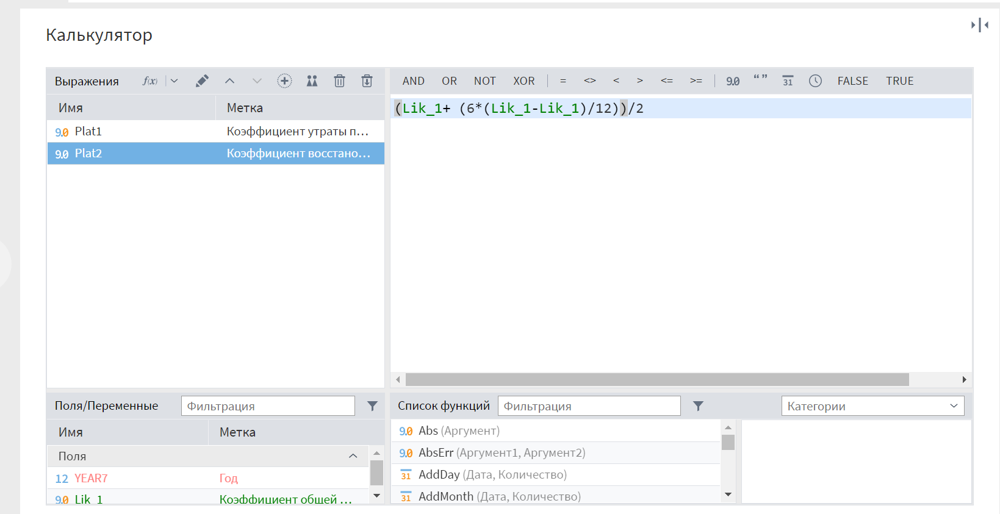 Калькулятор
Выражения f(x)
AND OR NOT XOR = <> < > <= >= 9.0 “ ” 31 FALSE TRUE
Имя Метка
(Lik_1+ (6*(Lik_1-Lik_1)/12))/2
9.0 Plat1 Коэффициент утраты п...
9.0 Plat2 Коэффициент восстано...
Поля/Переменные Фильтрация
Список функций Фильтрация Категории
Имя Метка
Поля
12 YEAR7 Год
9.0 Lik_1 Коэффициент общей ...
9.0 Abs (Аргумент)
9.0 AbsErr (Аргумент1, Аргумент2)
31 AddDay (Дата, Количество)
31 AddMonth (Дата, Количество)